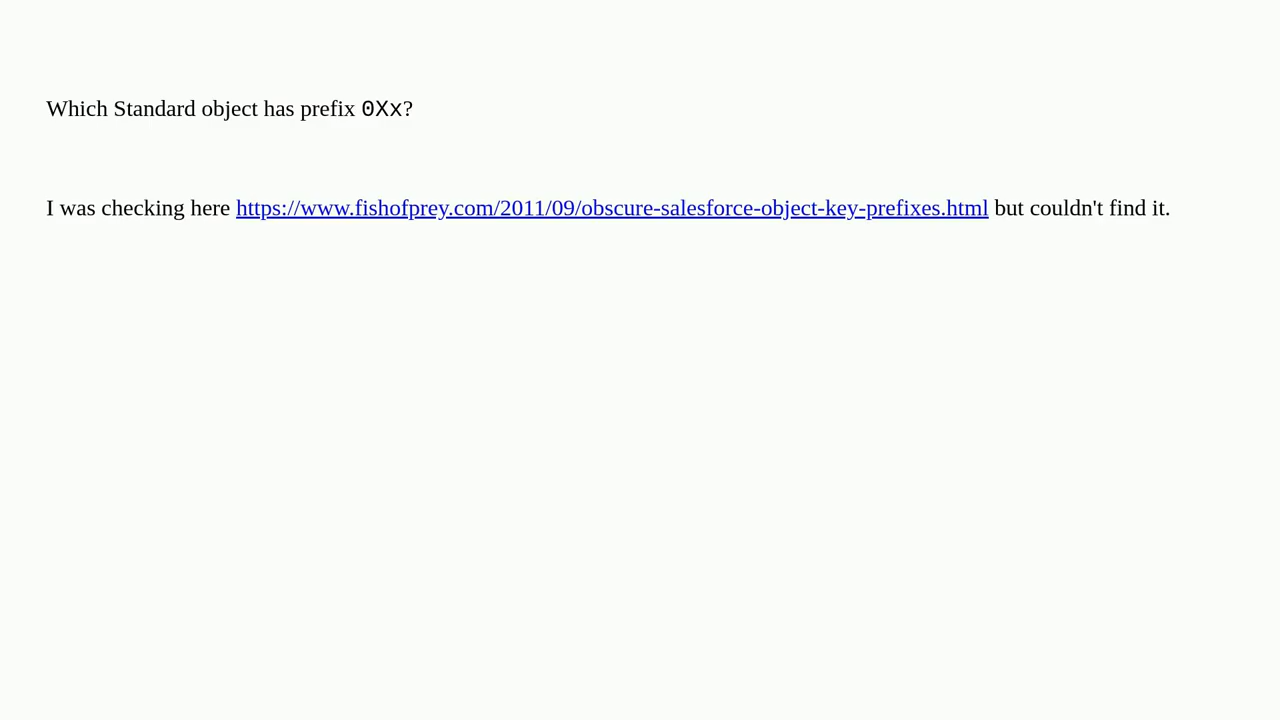 Which Standard object has prefix 0Xx?
I was checking here https://www.fishofprey.com/2011/09/obscure-salesforce-object-key-prefixes.html but couldn't find it.